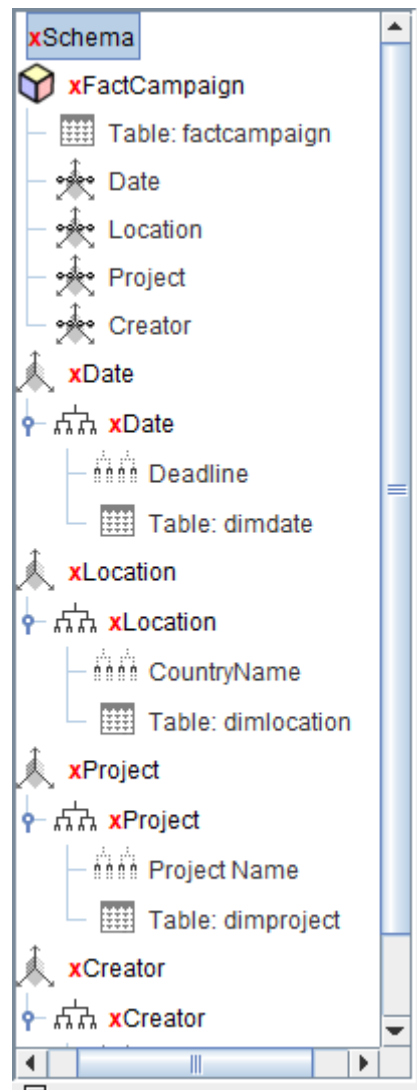 xSchema
xFactCampaign
Table: factcampaign
Date
Location
Project
Creator
xDate
xDate
Deadline
Table: dimdate
xLocation
xLocation
CountryName
Table: dimlocation
xProject
xProject
Project Name
Table: dimproject
xCreator
xCreator